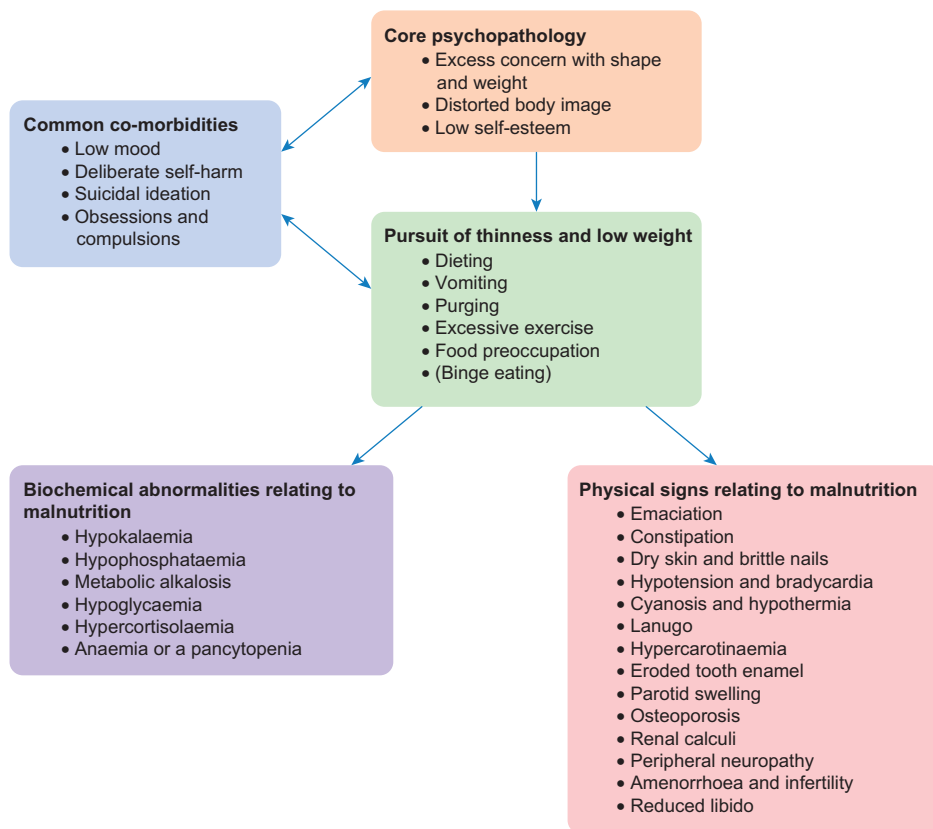 Core psychopathology
• Excess concern with shape
and weight
• Distorted body image
• Low self-esteem
Common co-morbidities
• Low mood
• Deliberate self-harm
• Suicidal ideation
• Obsessions and
compulsions
Pursuit of thinness and low weight
• Dieting
• Vomiting
• Purging
• Excessive exercise
• Food preoccupation
• (Binge eating)
Biochemical abnormalities relating to
malnutrition
• Hypokalaemia
• Hypophosphataemia
• Metabolic alkalosis
• Hypoglycaemia
• Hypercortisolaemia
• Anaemia or a pancytopenia
Physical signs relating to malnutrition
• Emaciation
• Constipation
• Dry skin and brittle nails
• Hypotension and bradycardia
• Cyanosis and hypothermia
• Lanugo
• Hypercarotinaemia
• Eroded tooth enamel
• Parotid swelling
• Osteoporosis
• Renal calculi
• Peripheral neuropathy
• Amenorrhoea and infertility
• Reduced libido